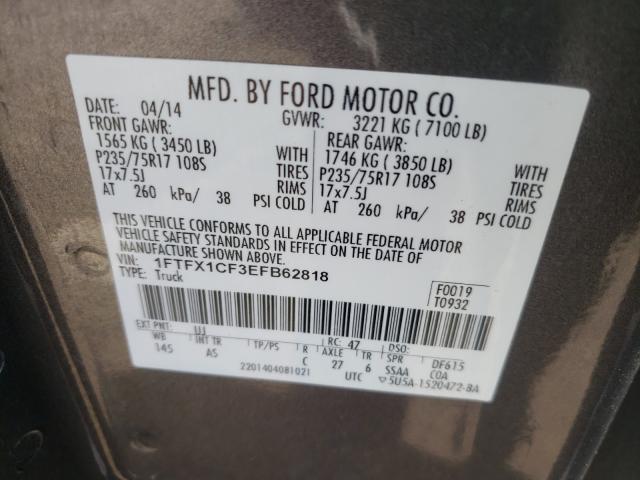 MFD. BY FORD MOTOR CO.
DATE: 04/14 GVWR: 3221 KG ( 7100 LB)
FRONT GAWR: REAR GAWR:
1565 KG ( 3450 LB) WITH 1746 KG ( 3850 LB) WITH
P235/75R17 108S TIRES P235/75R17 108S TIRES
17x7.5J RIMS 17x7.5J RIMS
AT 260 kPa/ 38 PSI COLD AT 260 kPa/ 38 PSI COLD
THIS VEHICLE CONFORMS TO ALL APPLICABLE FEDERAL MOTOR
VEHICLE SAFETY STANDARDS IN EFFECT ON THE DATE OF
MANUFACTURE SHOWN ABOVE.
VIN: 1FTFX1CF3EFB62818
TYPE: Truck
F0019
T0932
EXT PNT: UJ RC: 47 DSO:
WB INT TR TP/PS R AXLE TR SPR DF615
145 AS C 27 6 SSAA COA
2201404081021 UTC ▽5U5A-1520472-BA